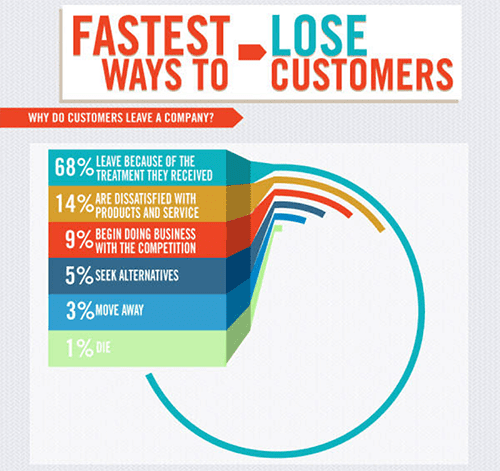 FASTEST LOSE
WAYS TO CUSTOMERS
WHY DO CUSTOMERS LEAVE A COMPANY?
68% LEAVE BECAUSE OF THE
TREATMENT THEY RECEIVED
14% ARE DISSATISFIED WITH
PRODUCTS AND SERVICE
9% BEGIN DOING BUSINESS
WITH THE COMPETITION
5% SEEK ALTERNATIVES
3% MOVE AWAY
1% DIE